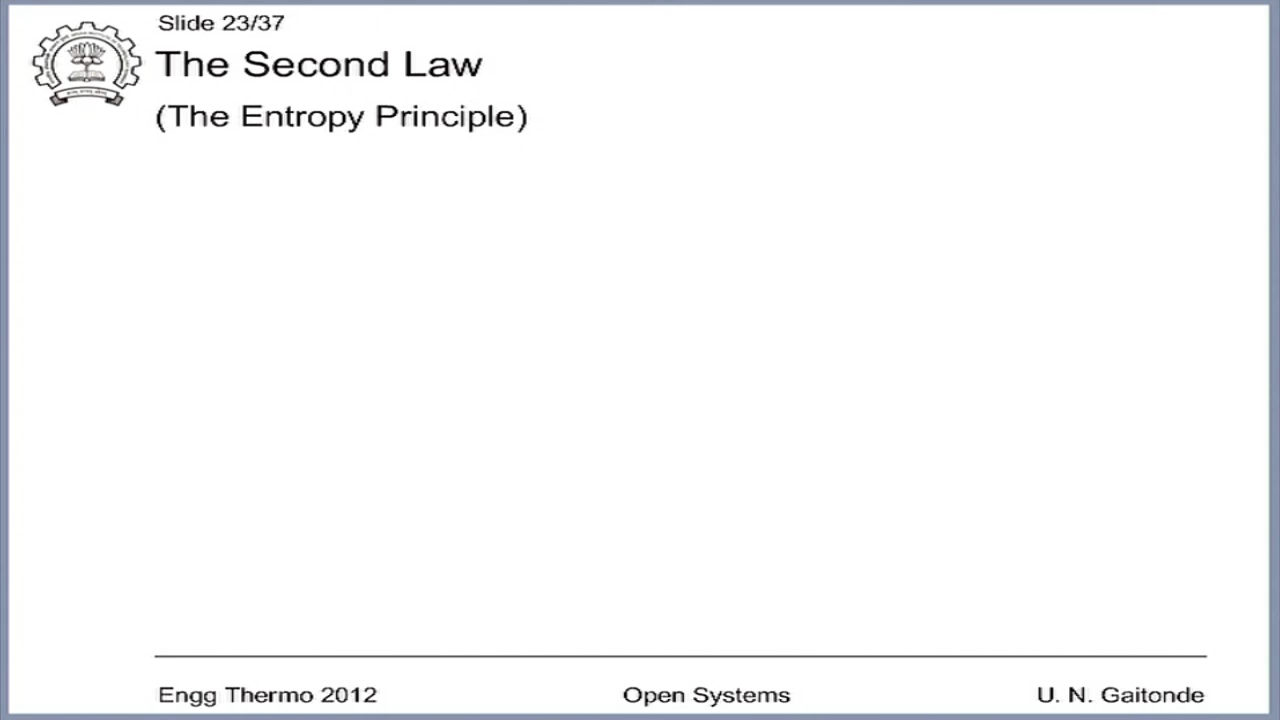 Slide 23/37
The Second Law
(The Entropy Principle)
Engg Thermo 2012
Open Systems
U. N. Gaitonde